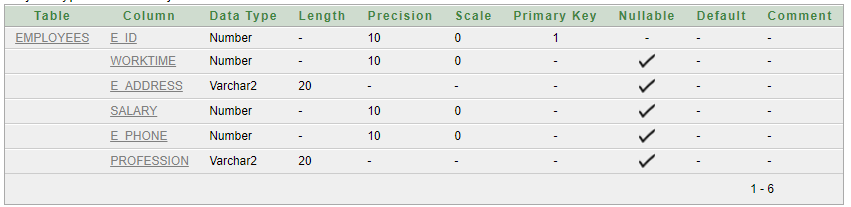 Table Column Data Type Length Precision Scale Primary Key Nullable Default Comment
EMPLOYEES E_ID Number - 10 0 1 - - -
WORKTIME Number - 10 0 - - -
E_ADDRESS Varchar2 20 - - - - -
SALARY Number - 10 0 - - -
E_PHONE Number - 10 0 - - -
PROFESSION Varchar2 20 - - - - -
1 - 6